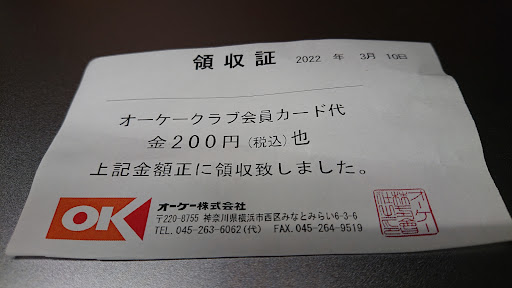 領収証 2022 年 3月 10日
オーケークラブ会員カード代
金200円(税込)也
上記金額正に領収致しました。
OK オーケー株式会社
〒220-8755 神奈川県横浜市西区みなとみらい6-3-6
TEL.045-263-6062(代) FAX.045-264-9519